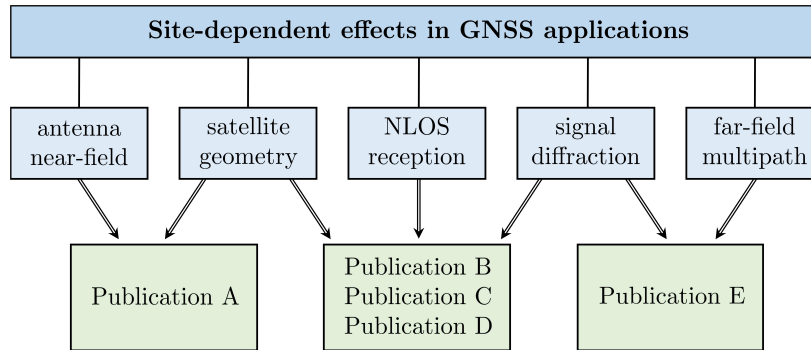 Site-dependent effects in GNSS applications
antenna
near-field
satellite
geometry
NLOS
reception
signal
diffraction
far-field
multipath
Publication A
Publication B
Publication C
Publication D
Publication E